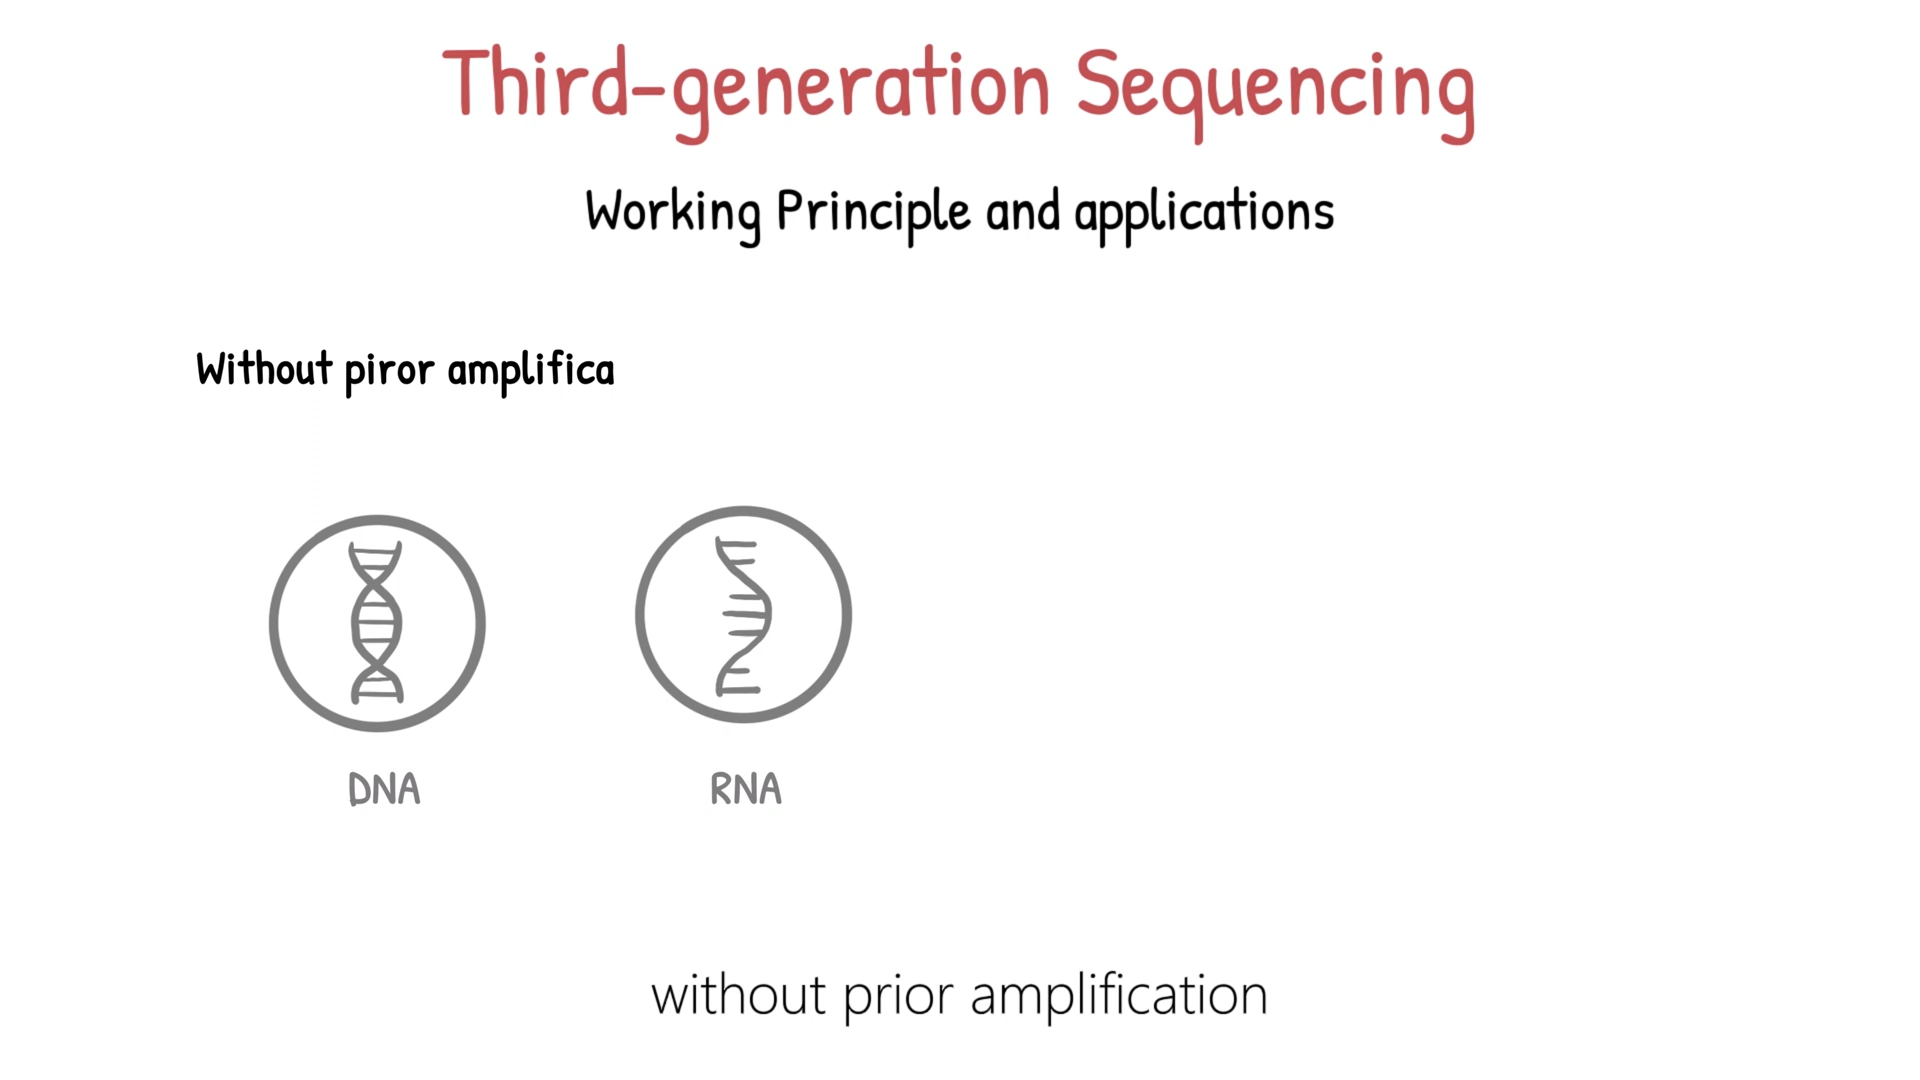 Third-generation Sequencing
Working Principle and applications
Without piror amplifica
DNA
RNA
without prior amplification